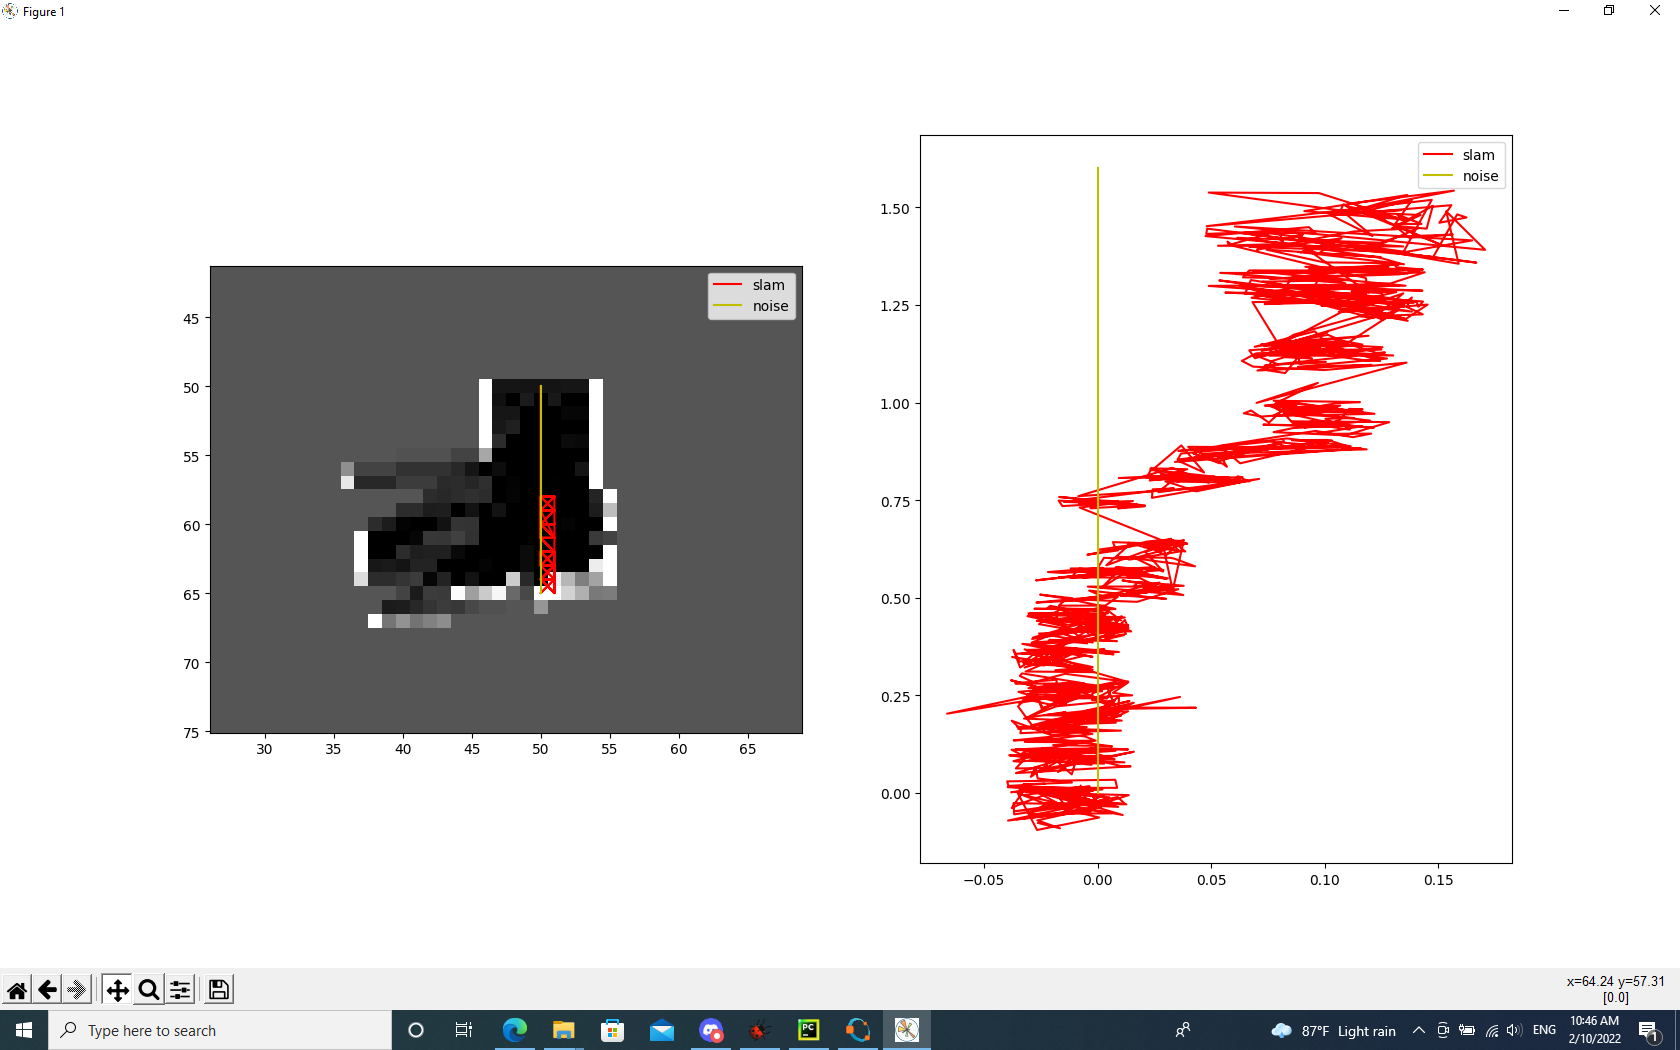 Figure 1
slam
noise
45
50
55
60
65
70
75
30
35
40
45
50
55
60
65
slam
noise
1.50
1.25
1.00
0.75
0.50
0.25
0.00
−0.05
0.00
0.05
0.10
0.15
x=64.24 y=57.31
[0.0]
Type here to search
PC
87°F Light rain
ENG
10:46 AM
2/10/2022
1